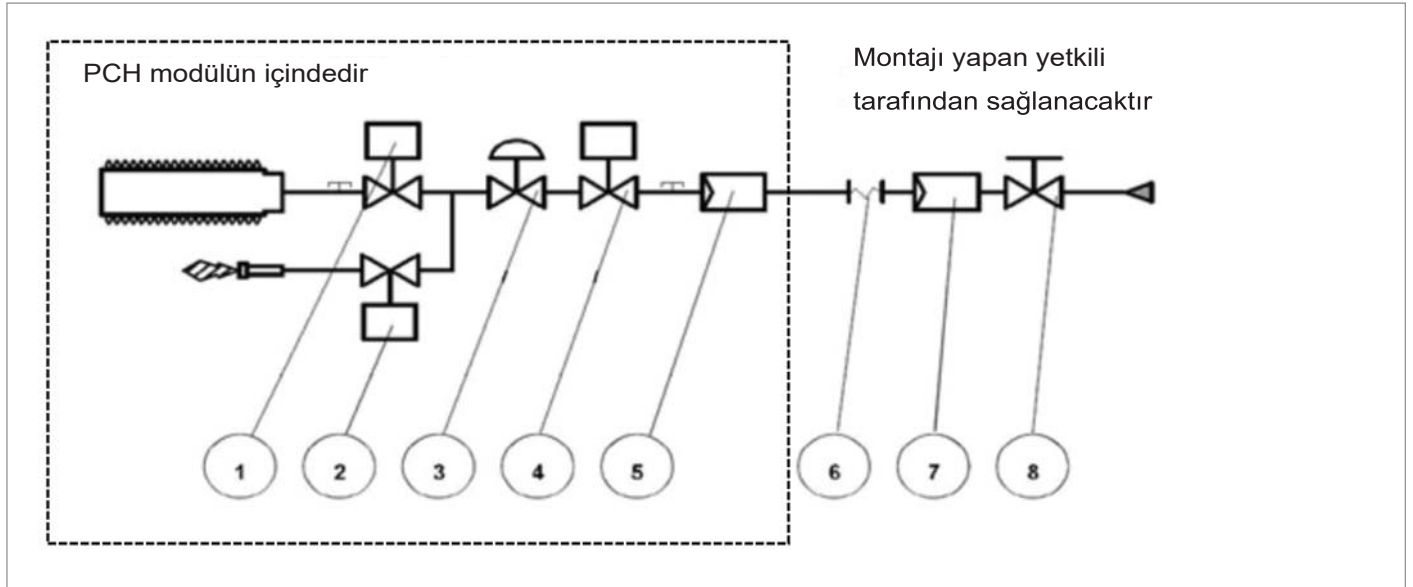 PCH modülün içindedir
Montajı yapan yetkili
tarafından sağlanacaktır
1 2 3 4 5 6 7 8